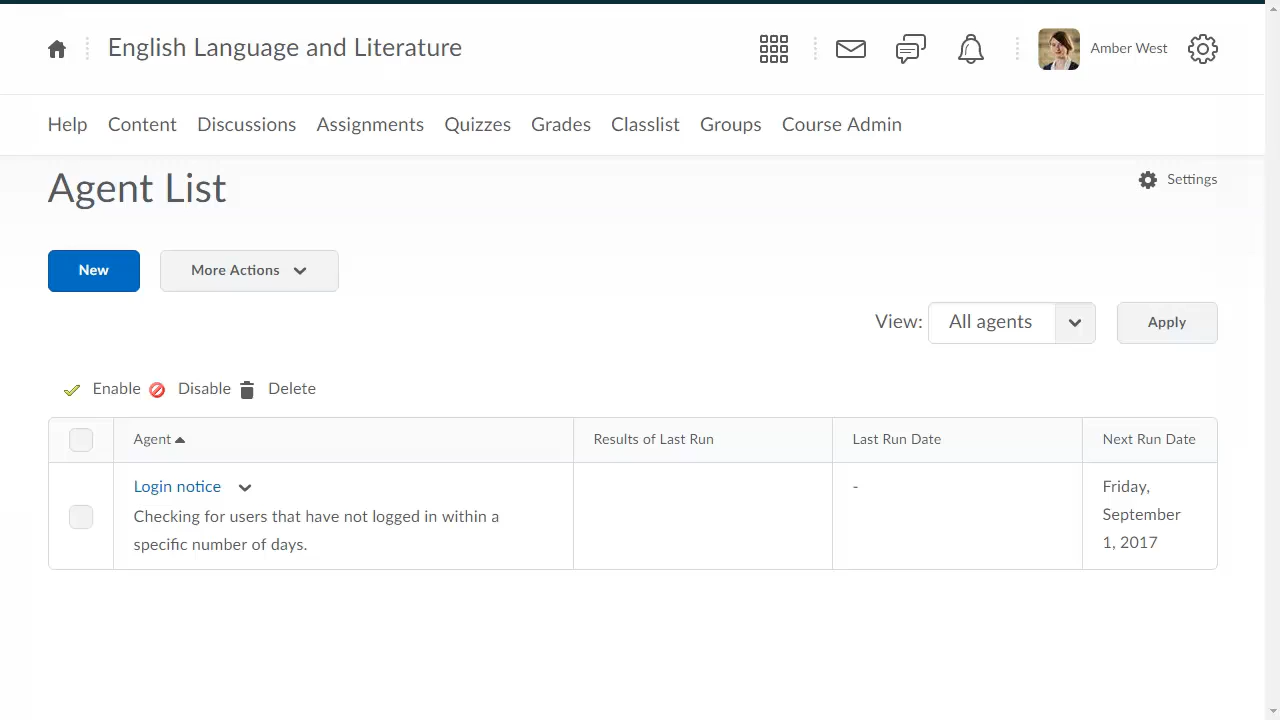 English Language and Literature
Amber West
Help Content Discussions Assignments Quizzes Grades Classlist Groups Course Admin
Agent List
Settings
New More Actions
View: All agents Apply
Enable Disable Delete
Agent Results of Last Run Last Run Date Next Run Date
Login notice - Friday,
Checking for users that have not logged in within a September
specific number of days. 1, 2017